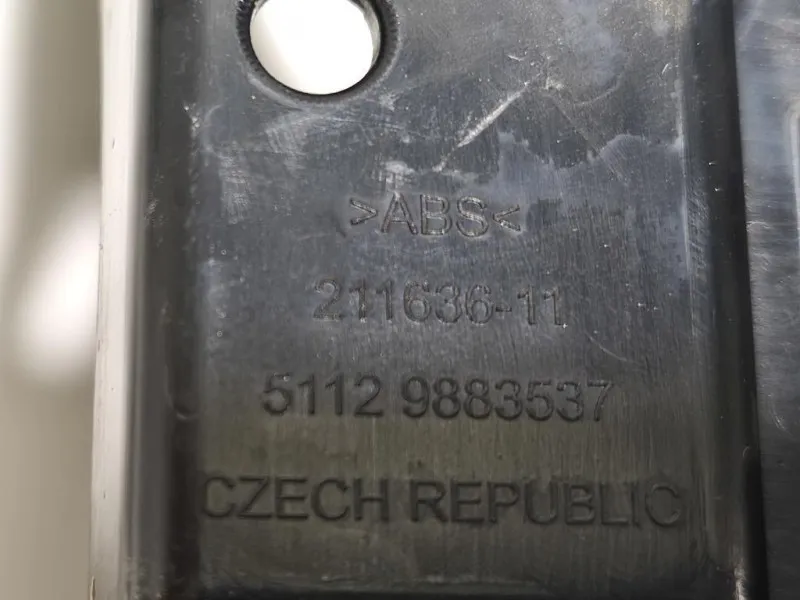 >ABS<
211636-11
5112 9883537
CZECH REPUBLIC